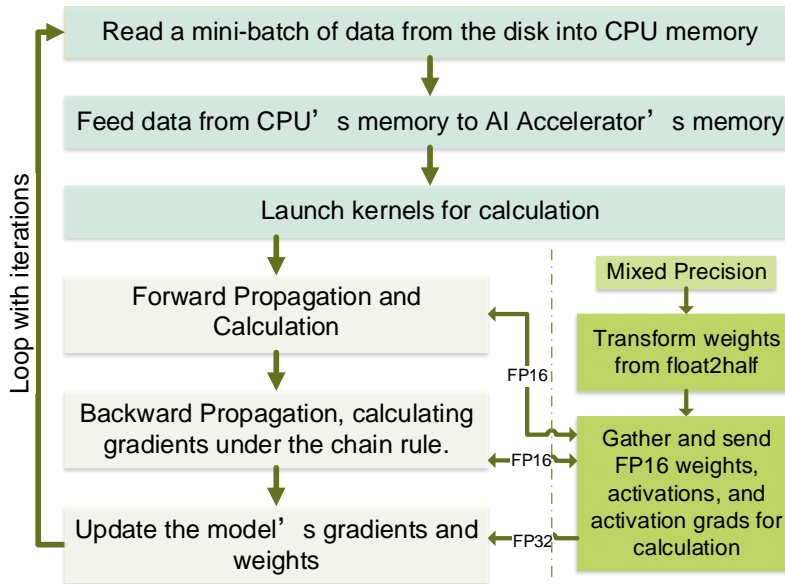 Read a mini-batch of data from the disk into CPU memory
Feed data from CPU’s memory to AI Accelerator’s memory
Launch kernels for calculation
Loop with iterations
Forward Propagation and
Calculation
Backward Propagation, calculating
gradients under the chain rule.
Update the model’s gradients and
weights
FP16
FP16
FP32
Mixed Precision
Transform weights
from float2half
Gather and send
FP16 weights,
activations, and
activation grads for
calculation